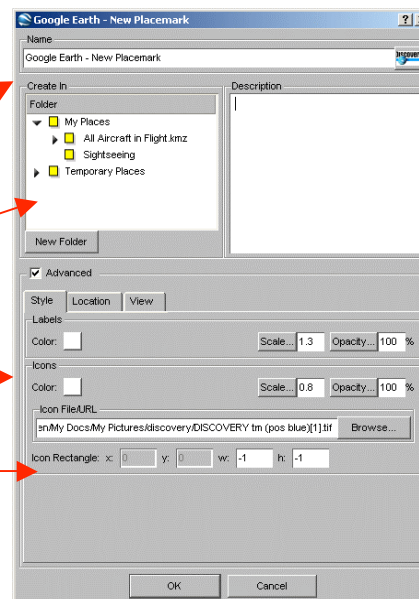 Google Earth - New Placemark
Name
Google Earth - New Placemark
DISCOVERY
Create In
Description
Folder
My Places
All Aircraft in Flight.kmz
Sightseeing
Temporary Places
New Folder
Advanced
Style Location View
Labels
Color: Scale... 1.3 Opacity... 100 %
Icons
Color: Scale... 0.8 Opacity... 100 %
Icon File/URL
en/My Docs/My Pictures/discovery/DISCOVERY tm (pos blue)[1].tif Browse...
Icon Rectangle: x: 0 y: 0 w: -1 h: -1
OK Cancel